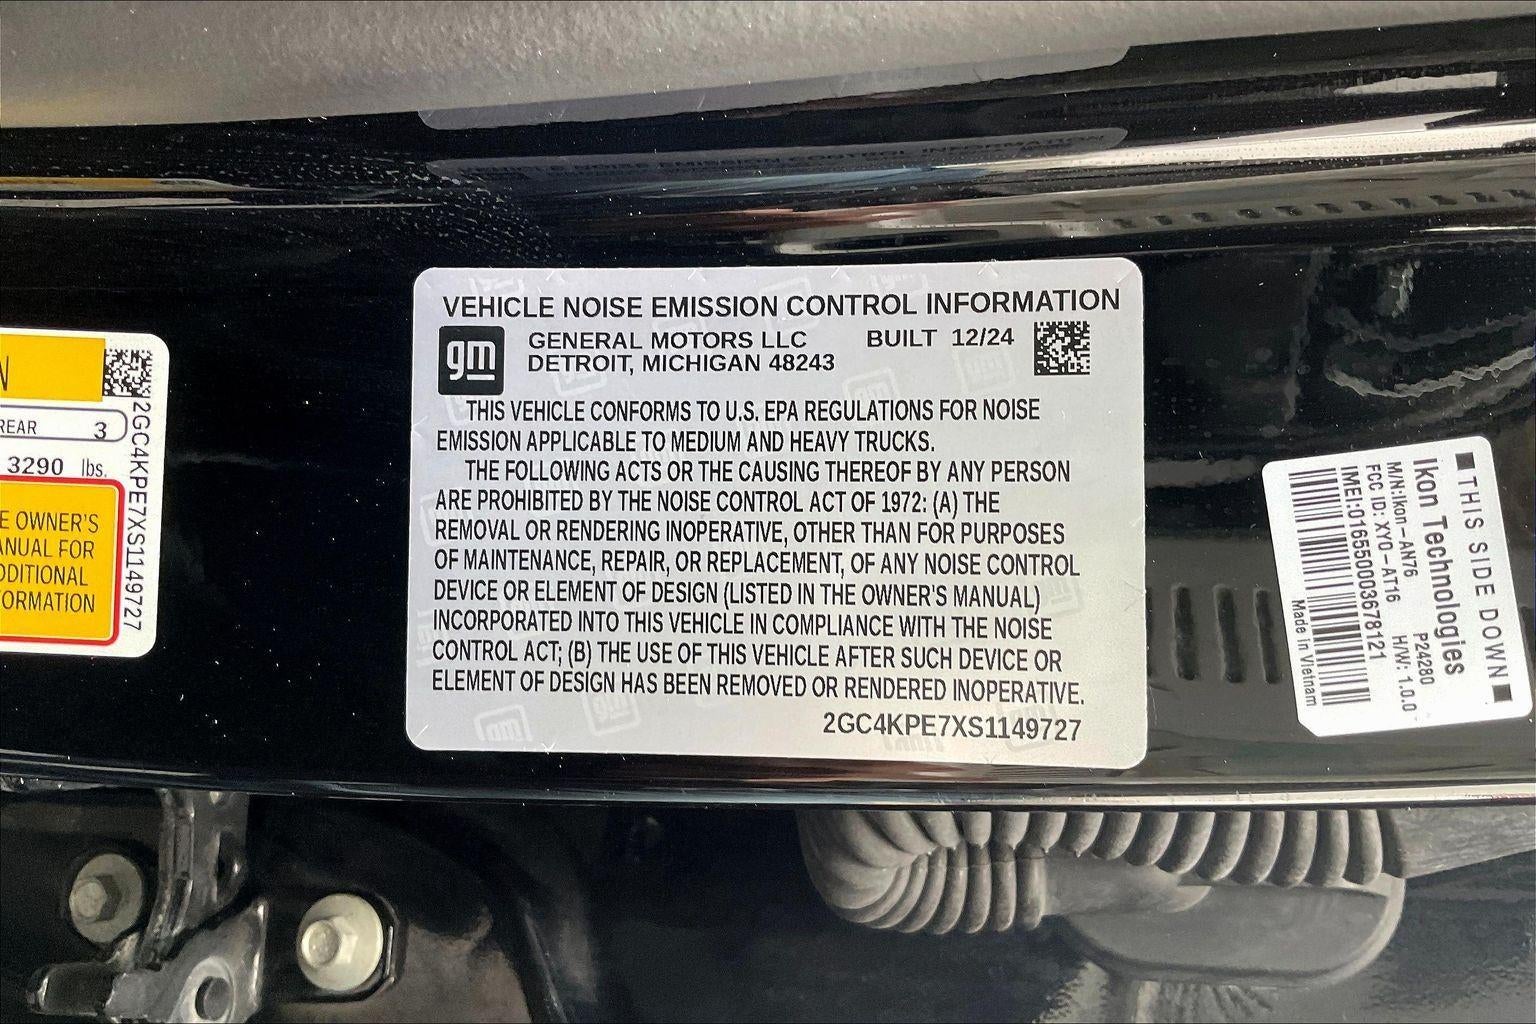 VEHICLE NOISE EMISSION CONTROL INFORMATION
gm
GENERAL MOTORS LLC BUILT 12/24
DETROIT, MICHIGAN 48243
THIS VEHICLE CONFORMS TO U.S. EPA REGULATIONS FOR NOISE
EMISSION APPLICABLE TO MEDIUM AND HEAVY TRUCKS.
THE FOLLOWING ACTS OR THE CAUSING THEREOF BY ANY PERSON
ARE PROHIBITED BY THE NOISE CONTROL ACT OF 1972: (A) THE
REMOVAL OR RENDERING INOPERATIVE, OTHER THAN FOR PURPOSES
OF MAINTENANCE, REPAIR, OR REPLACEMENT, OF ANY NOISE CONTROL
DEVICE OR ELEMENT OF DESIGN (LISTED IN THE OWNER'S MANUAL)
INCORPORATED INTO THIS VEHICLE IN COMPLIANCE WITH THE NOISE
CONTROL ACT; (B) THE USE OF THIS VEHICLE AFTER SUCH DEVICE OR
ELEMENT OF DESIGN HAS BEEN REMOVED OR RENDERED INOPERATIVE.
2GC4KPE7XS1149727
N
REAR 3
3290 lbs.
E OWNER'S
ANUAL FOR
DDITIONAL
FORMATION
2GC4KPE7XS1149727
THIS SIDE DOWN
Ikon Technologies
M/N:Ikon-AN76 P24280
FCC ID: XY0-AT16 H/W: 1.0.0
IMEI:016550003678121
Made in Vietnam